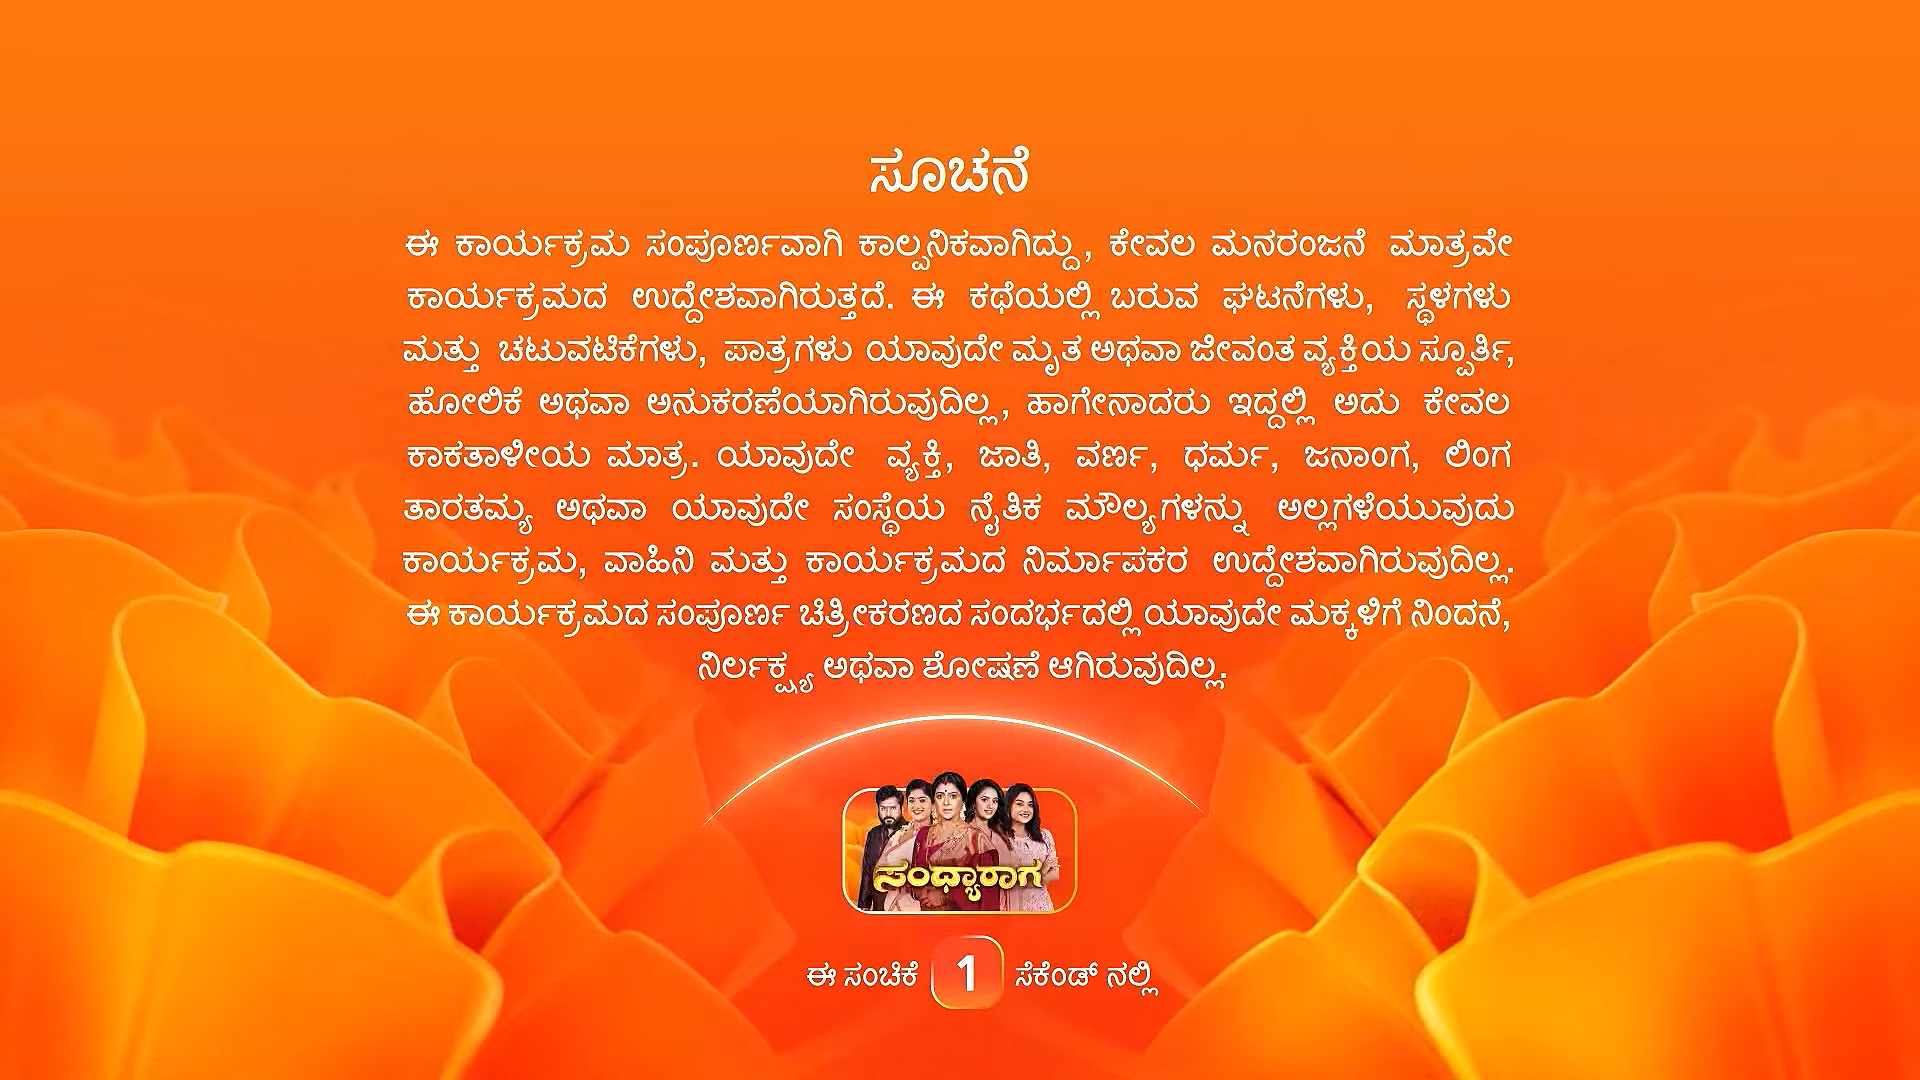 ಸೂಚನೆ
ಈ ಕಾರ್ಯಕ್ರಮ ಸಂಪೂರ್ಣವಾಗಿ ಕಾಲ್ಪನಿಕವಾಗಿದ್ದು, ಕೇವಲ ಮನರಂಜನೆ ಮಾತ್ರವೇ
ಕಾರ್ಯಕ್ರಮದ ಉದ್ದೇಶವಾಗಿರುತ್ತದೆ. ಈ ಕಥೆಯಲ್ಲಿ ಬರುವ ಘಟನೆಗಳು, ಸ್ಥಳಗಳು
ಮತ್ತು ಚಟುವಟಿಕೆಗಳು, ಪಾತ್ರಗಳು ಯಾವುದೇ ಮೃತ ಅಥವಾ ಜೀವಂತ ವ್ಯಕ್ತಿಯ ಸ್ಪೂರ್ತಿ,
ಹೋಲಿಕೆ ಅಥವಾ ಅನುಕರಣೆಯಾಗಿರುವುದಿಲ್ಲ, ಹಾಗೇನಾದರು ಇದ್ದಲ್ಲಿ ಅದು ಕೇವಲ
ಕಾಕತಾಳೀಯ ಮಾತ್ರ. ಯಾವುದೇ ವ್ಯಕ್ತಿ, ಜಾತಿ, ವರ್ಣ, ಧರ್ಮ, ಜನಾಂಗ, ಲಿಂಗ
ತಾರತಮ್ಯ ಅಥವಾ ಯಾವುದೇ ಸಂಸ್ಥೆಯ ನೈತಿಕ ಮೌಲ್ಯಗಳನ್ನು ಅಲ್ಲಗಳೆಯುವುದು
ಕಾರ್ಯಕ್ರಮ, ವಾಹಿನಿ ಮತ್ತು ಕಾರ್ಯಕ್ರಮದ ನಿರ್ಮಾಪಕರ ಉದ್ದೇಶವಾಗಿರುವುದಿಲ್ಲ.
ಈ ಕಾರ್ಯಕ್ರಮದ ಸಂಪೂರ್ಣ ಚಿತ್ರೀಕರಣದ ಸಂದರ್ಭದಲ್ಲಿ ಯಾವುದೇ ಮಕ್ಕಳಿಗೆ ನಿಂದನೆ,
ನಿರ್ಲಕ್ಷ್ಯ ಅಥವಾ ಶೋಷಣೆ ಆಗಿರುವುದಿಲ್ಲ.
ಸಂಧ್ಯಾರಾಗ
ಈ ಸಂಚಿಕೆ 1 ಸೆಕೆಂಡ್ ನಲ್ಲಿ